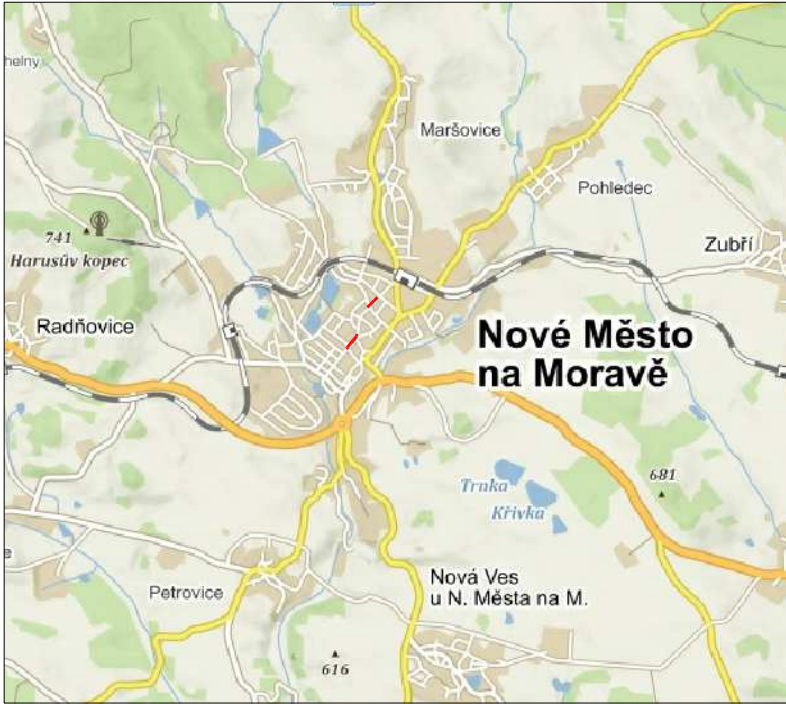 helny
Maršovice
Pohledec
741
Harusův kopec
Zubří
Radňovice
Nové Město
na Moravě
681
Trnka
Křivka
e
Nová Ves
u N. Města na M.
Petrovice
616